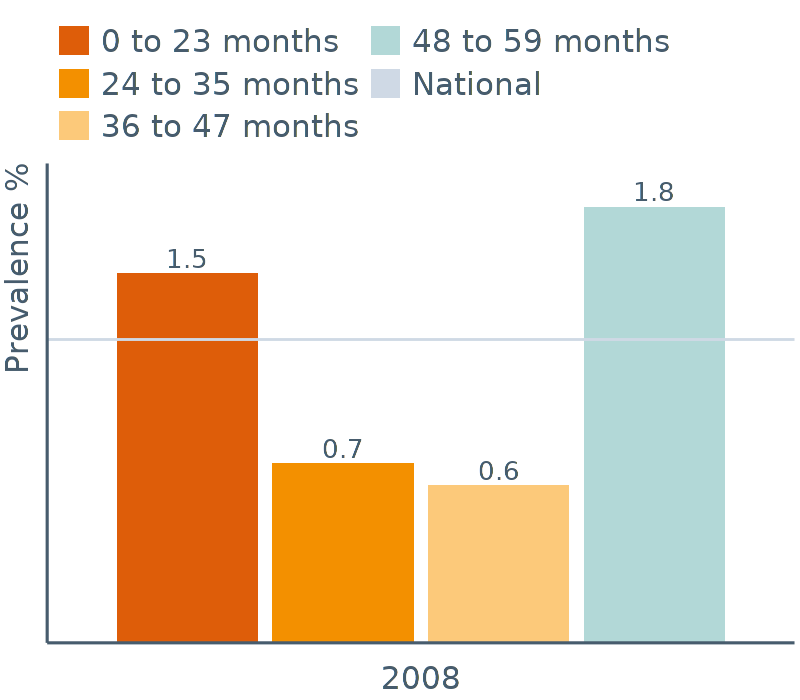 0 to 23 months
24 to 35 months
36 to 47 months
48 to 59 months
National
Prevalence %
1.5
0.7
0.6
1.8
2008